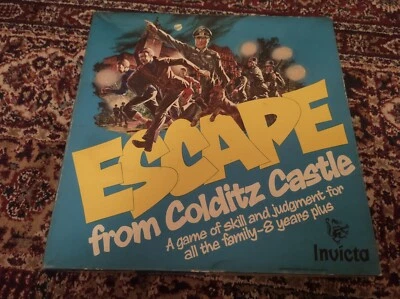 ESCAPE
from Colditz Castle
A game of skill and judgment for
all the family-8 years plus
Invicta